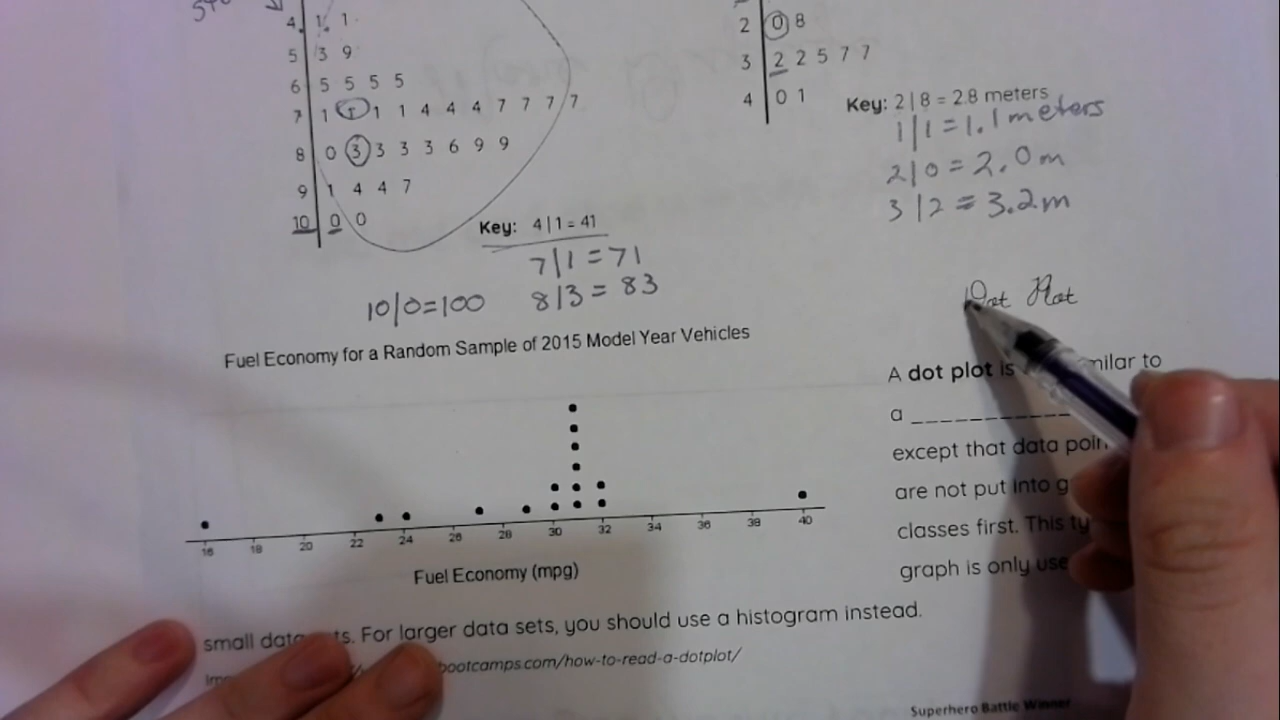 4 1 1
5 3 9
6 5 5 5 5
7 1 1 1 1 4 4 4 7 7 7 7
8 0 3 3 3 3 6 9 9
9 1 4 4 7
10 0 0
Key: 4 | 1 = 41
7|1 = 71
10/0=100 8|3 = 83
2 0 8
3 2 2 5 7 7
4 0 1
Key: 2 | 8 = 2.8 meters
1|1 = 1.1 meters
2|0 = 2.0 m
3|2 = 3.2m
Dot Plot
Fuel Economy for a Random Sample of 2015 Model Year Vehicles
16 18 20 22 24 26 28 30 32 34 36 38 40
Fuel Economy (mpg)
A dot plot is
to
a ___________
except that data
are not put into
classes first. This
graph is only
small For larger data sets, you should use a histogram instead.
bootcamps.com/how-to-read-a-dotplot/
Superhero Battle Winner